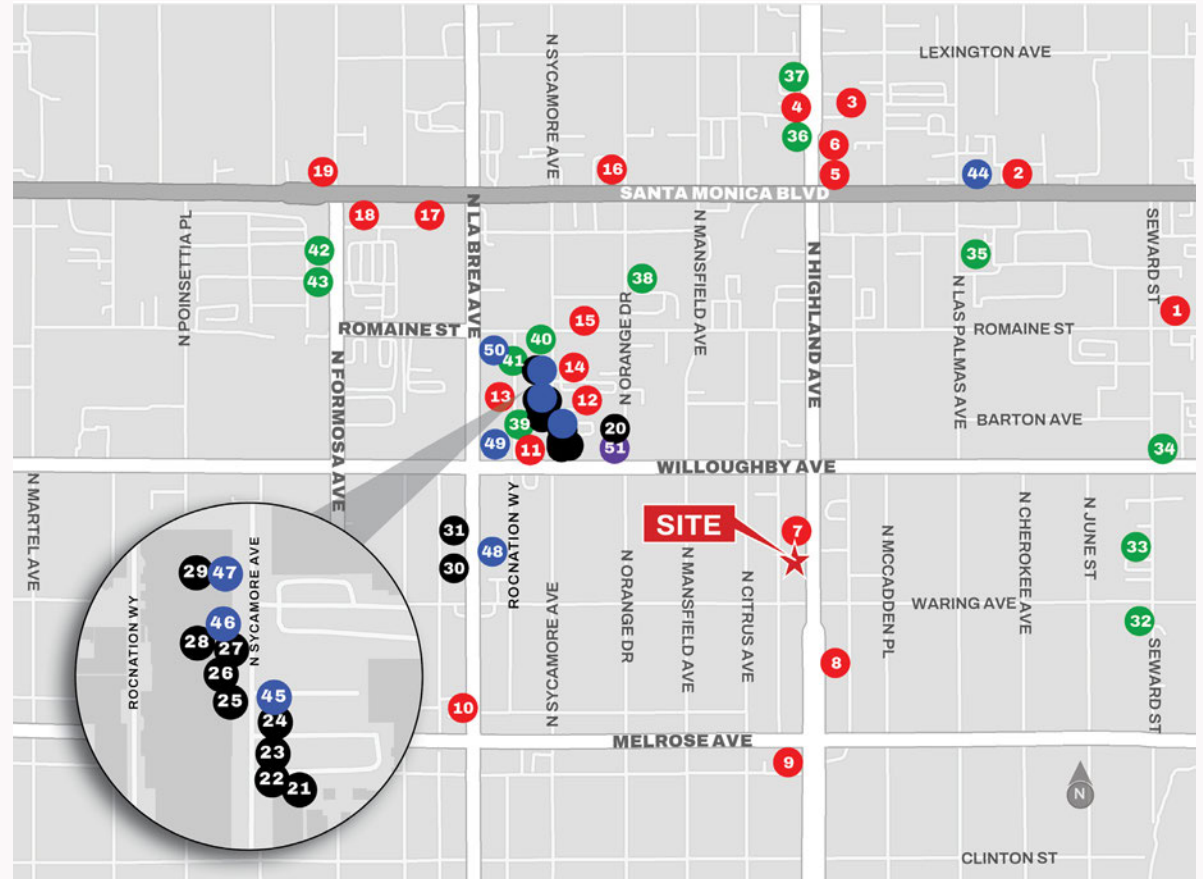 LEXINGTON AVE
N SYCAMORE AVE
37
4
3
36
6
5
19
16
44
2
SANTA MONICA BLVD
18
17
N POINSETTIA PL
N LA BREA AVE
N MANSFIELD AVE
N HIGHLAND AVE
SEWARD ST
42
43
38
35
N LAS PALMAS AVE
1
ROMAINE ST
15
N ORANGE DR
ROMAINE ST
40
50
41
14
N FORMOSA AVE
13
12
39
20
BARTON AVE
49
11
51
34
WILLOUGHBY AVE
N MARTEL AVE
31
30
48
ROCNATION WY
SITE
7
N MCCADDEN PL
N CHEROKEE AVE
N JUNE ST
33
N SYCAMORE AVE
N ORANGE DR
N MANSFIELD AVE
N CITRUS AVE
WARING AVE
32
SEWARD ST
29
47
N SYCAMORE AVE
ROCNATION WY
46
28
27
26
25
45
24
23
22
21
8
10
MELROSE AVE
9
N
CLINTON ST